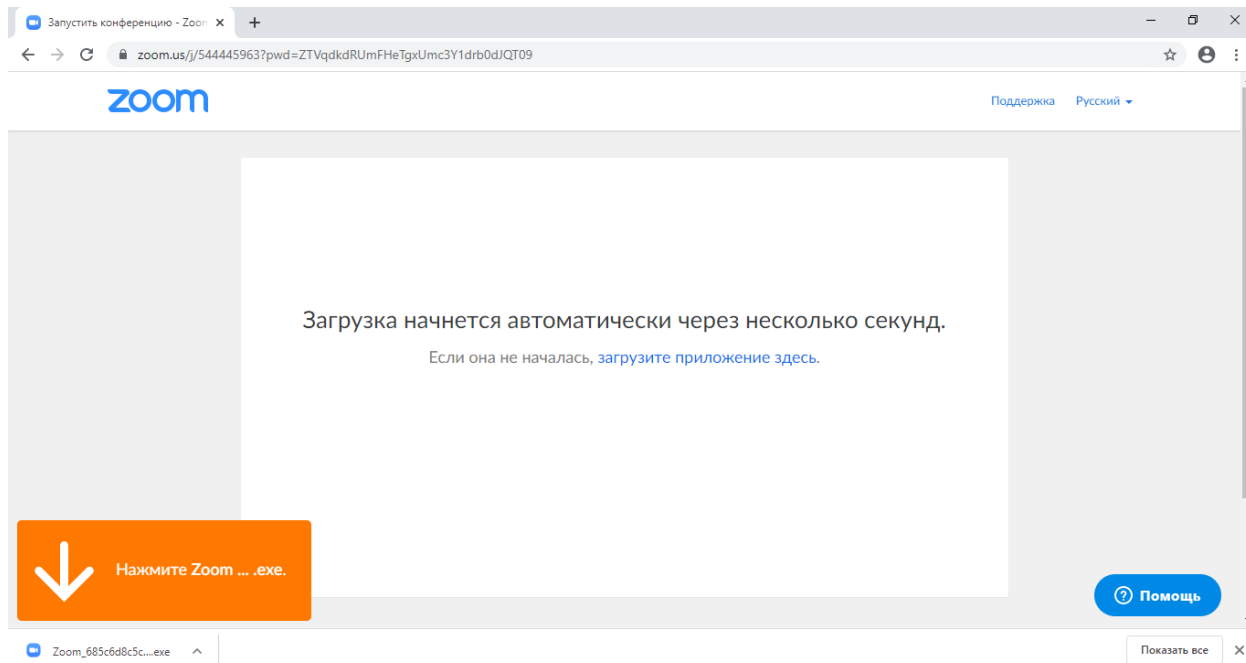 Запустить конференцию - Zoon
zoom.us/j/544445963?pwd=ZTVqdkdRUmFHeTgxUmc3Y1drb0dJQT09
zoom
Поддержка
Русский
Загрузка начнется автоматически через несколько секунд.
Если она не началась, загрузите приложение здесь.
Нажмите Zoom ... .exe.
Помощь
Zoom_685c6d8c5c....exe
Показать все